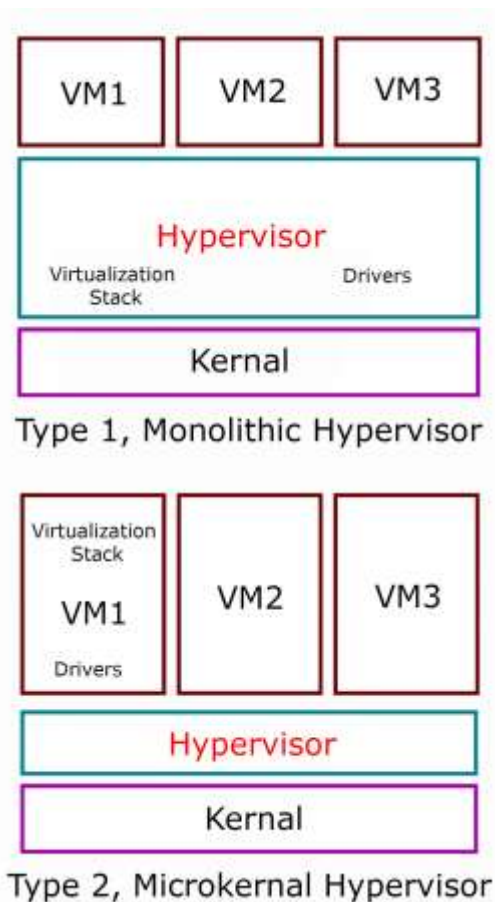 VM1 VM2 VM3
Hypervisor
Virtualization
Stack
Drivers
Kernal
Type 1, Monolithic Hypervisor
Virtualization
Stack
VM1
Drivers
VM2
VM3
Hypervisor
Kernal
Type 2, Microkernal Hypervisor